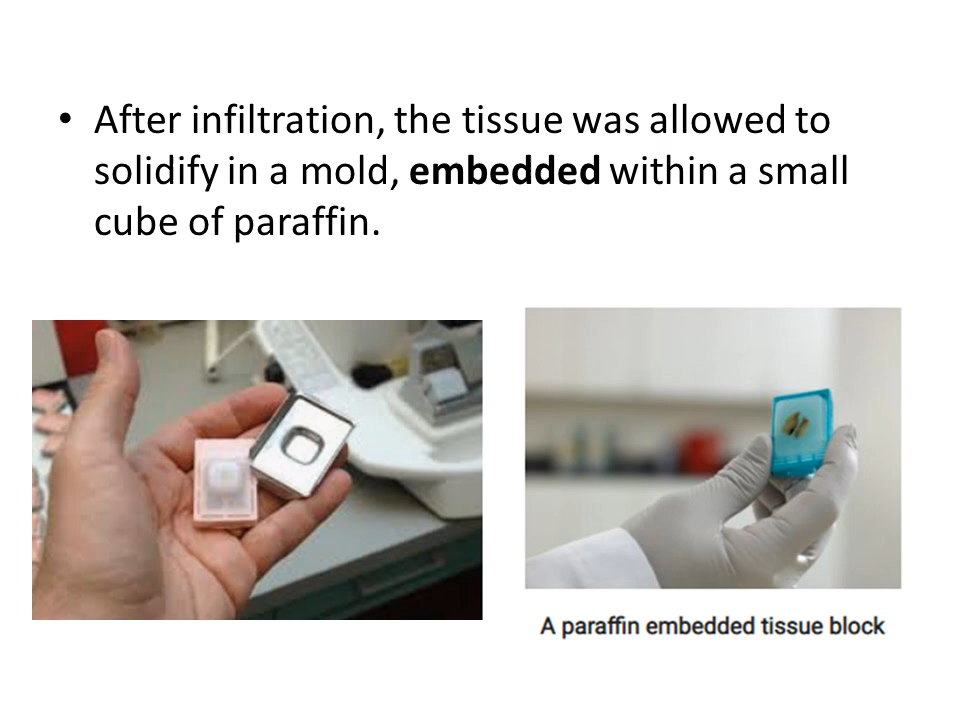 • After infiltration, the tissue was allowed to
solidify in a mold, embedded within a small
cube of paraffin.
A paraffin embedded tissue block